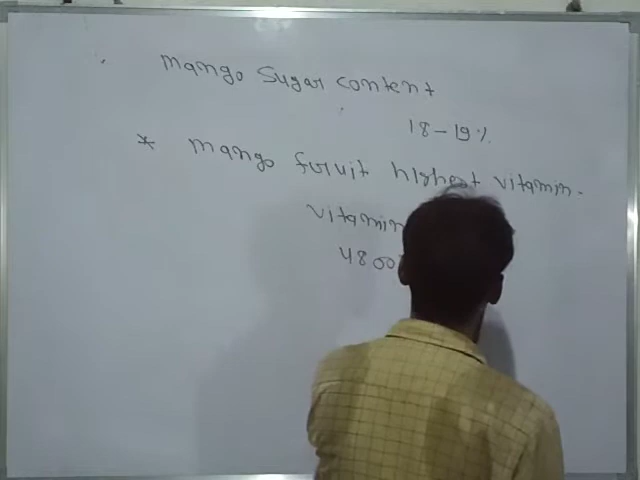 mango Sugar content
18-19%
* mango furuit highest vitamin.
vitamin
4800